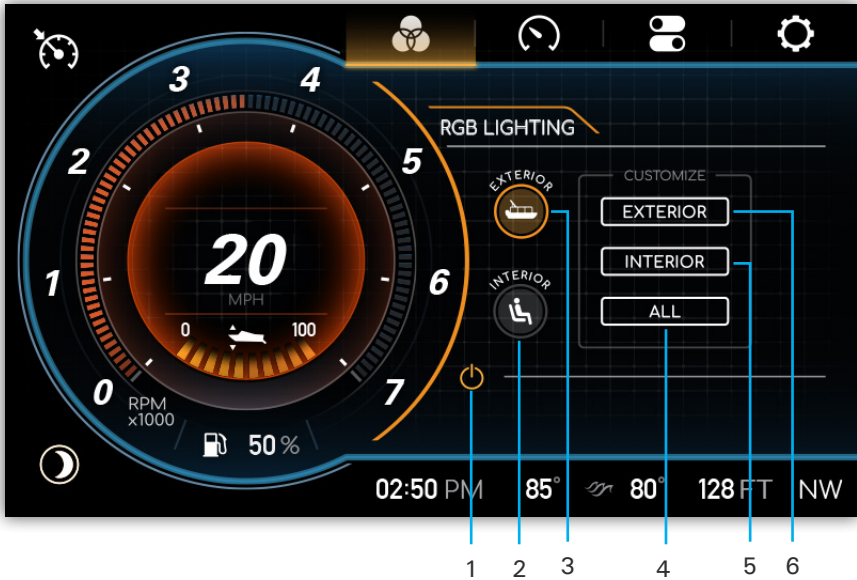 3
4
2
5
1
6
0
7
RPM
x1000
20
MPH
0
100
50 %
RGB LIGHTING
EXTERIOR
INTERIOR
CUSTOMIZE
EXTERIOR
INTERIOR
ALL
02:50 PM 85° 80° 128 FT NW
1 2 3 4 5 6